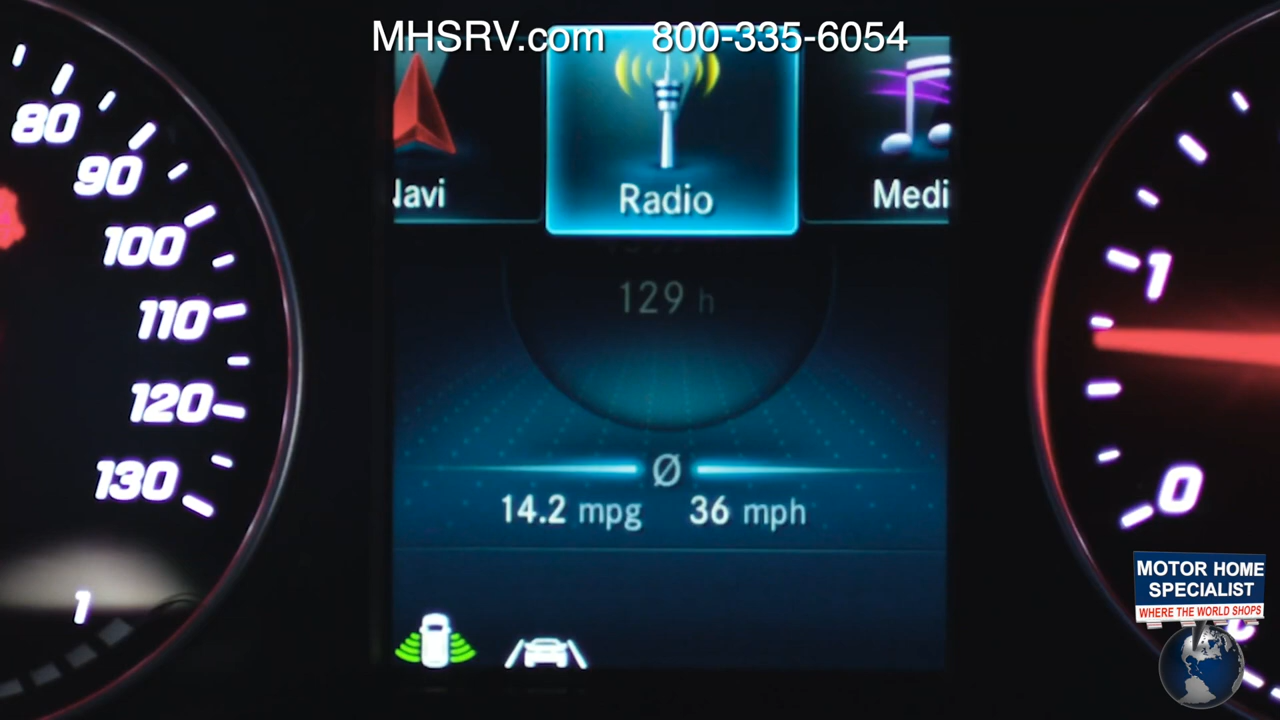 MHSRV.com 800-335-6054
Navi
Radio
Medi
80
90
100
110
120
130
1
129 h
Ø
14.2 mpg 36 mph
1
0
MOTOR HOME
SPECIALIST
WHERE THE WORLD SHOPS
C